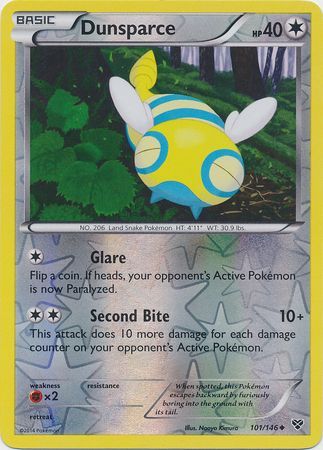 BASIC
Dunsparce
HP 40
NO. 206 Land Snake Pokémon HT: 4'11" WT: 30.9 lbs.
Glare
Flip a coin. If heads, your opponent's Active Pokémon
is now Paralyzed.
Second Bite 10+
This attack does 10 more damage for each damage
counter on your opponent's Active Pokémon.
weakness
×2
resistance
retreat
When spotted, this Pokémon
escapes backward by furiously
boring into the ground with
its tail.
©2014 Pokémon
Illus. Naoyo Kimura
101/146
XY